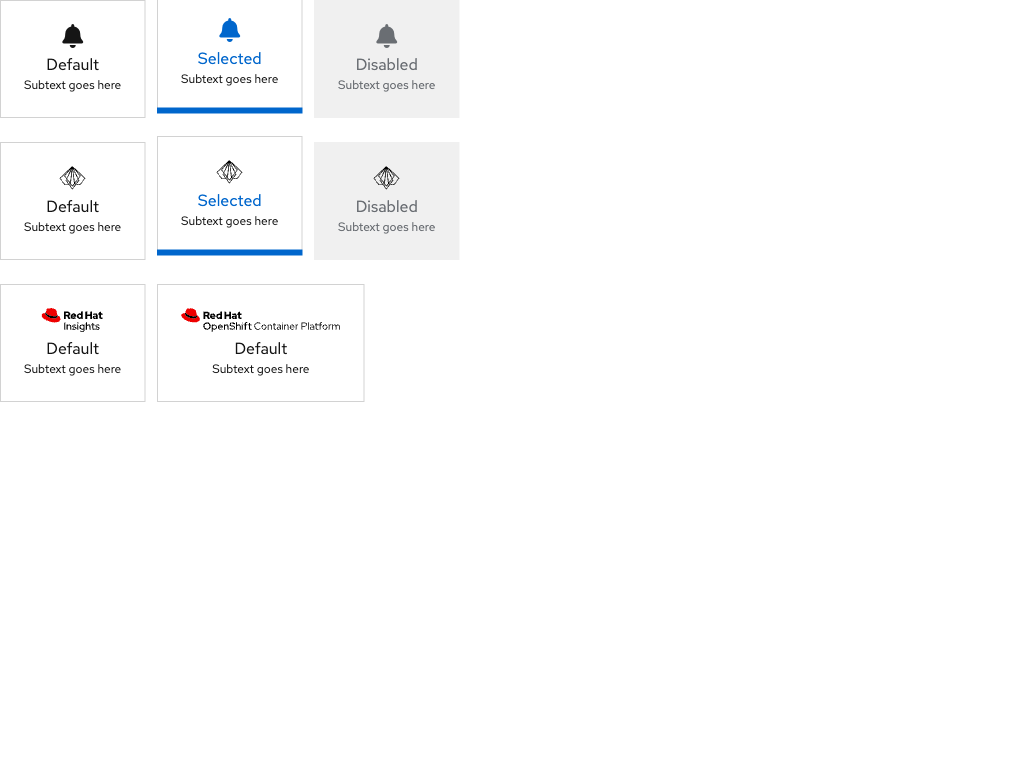 Default
Subtext goes here
Selected
Subtext goes here
Disabled
Subtext goes here
Default
Subtext goes here
Selected
Subtext goes here
Disabled
Subtext goes here
Red Hat
Insights
Default
Subtext goes here
Red Hat
OpenShift Container Platform
Default
Subtext goes here